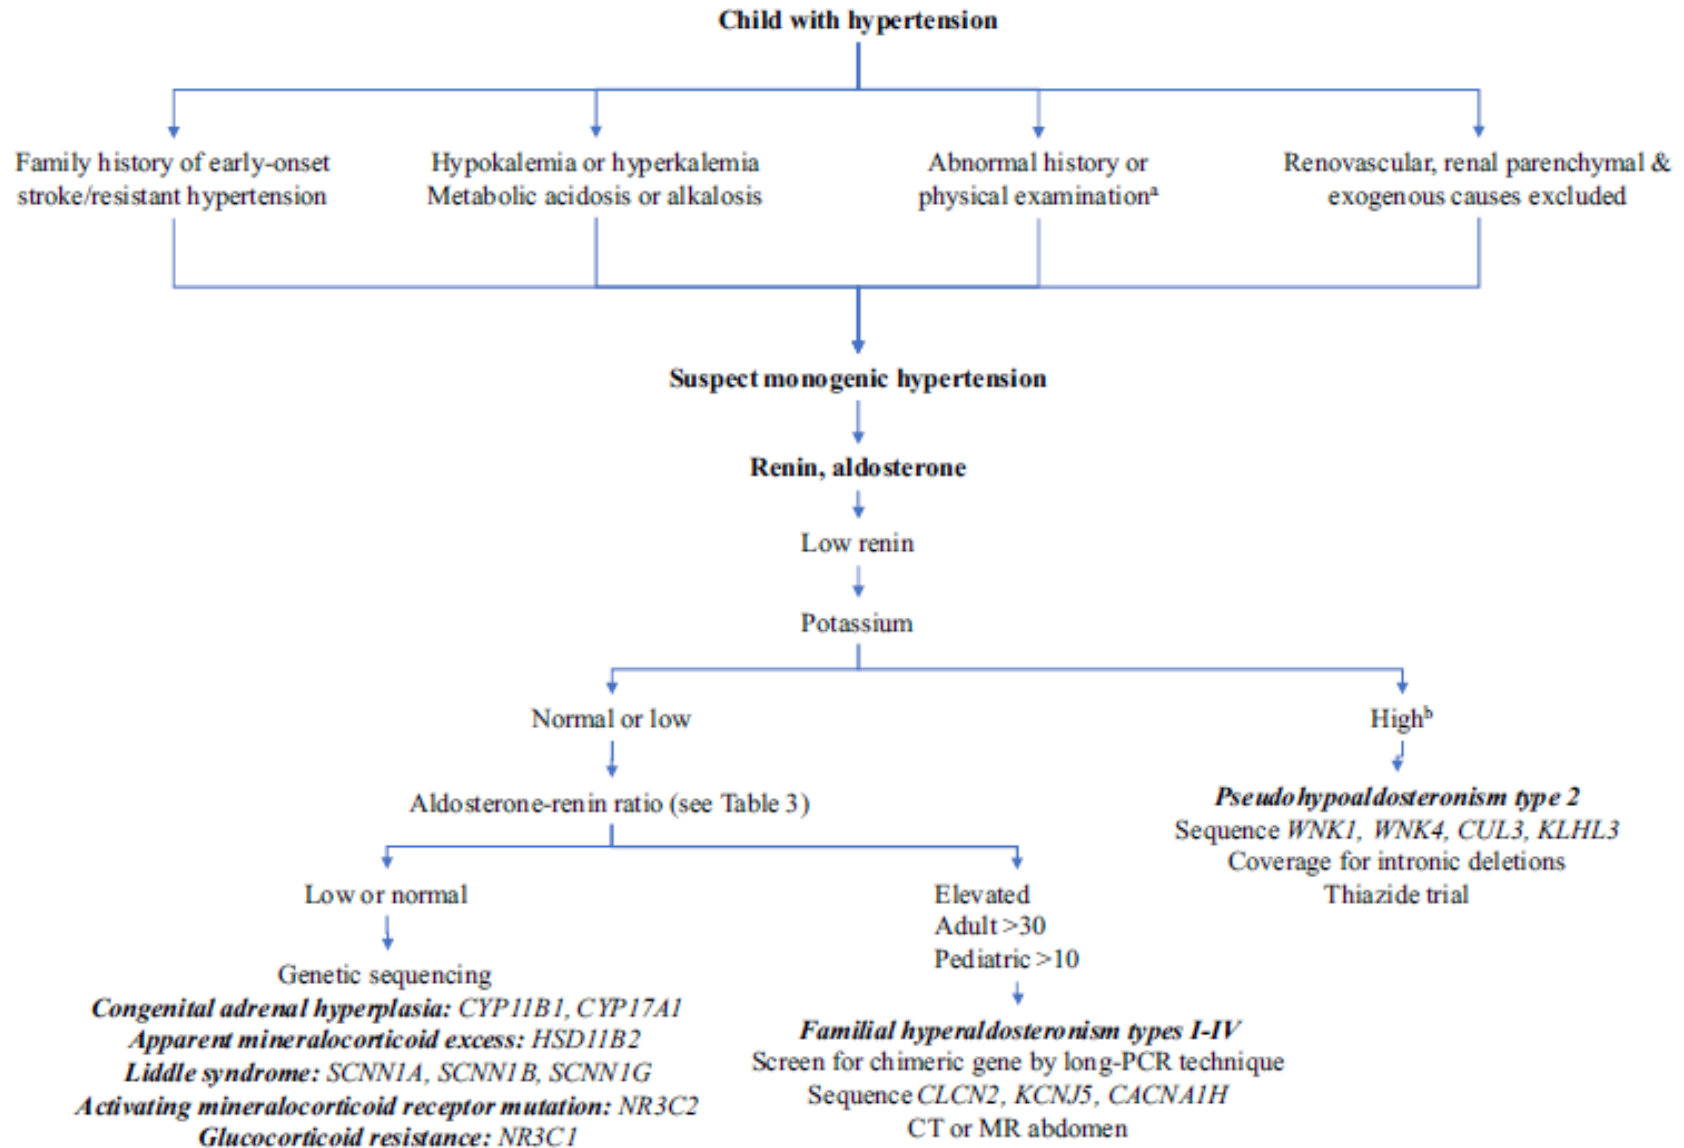 Child with hypertension
Family history of early-onset
stroke/resistant hypertension
Hypokalemia or hyperkalemia
Metabolic acidosis or alkalosis
Abnormal history or
physical examinationᵃ
Renovascular, renal parenchymal &
exogenous causes excluded
Suspect monogenic hypertension
Renin, aldosterone
Low renin
Potassium
Normal or low
Highᵇ
Aldosterone-renin ratio (see Table 3)
Pseudohypoaldosteronism type 2
Sequence WNK1, WNK4, CUL3, KLHL3
Coverage for intronic deletions
Thiazide trial
Low or normal
Elevated
Adult >30
Pediatric >10
Genetic sequencing
Congenital adrenal hyperplasia: CYP11B1, CYP17A1
Apparent mineralocorticoid excess: HSD11B2
Liddle syndrome: SCNN1A, SCNN1B, SCNN1G
Activating mineralocorticoid receptor mutation: NR3C2
Glucocorticoid resistance: NR3C1
Familial hyperaldosteronism types I-IV
Screen for chimeric gene by long-PCR technique
Sequence CLCN2, KCNJ5, CACNA1H
CT or MR abdomen